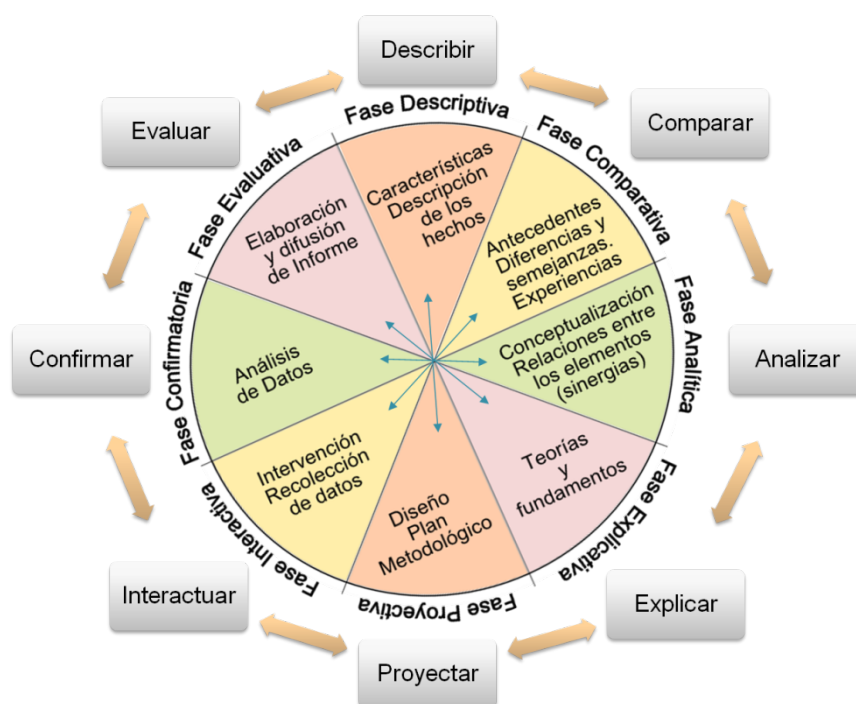 Describir
Comparar
Analizar
Explicar
Proyectar
Interactuar
Confirmar
Evaluar
Fase Descriptiva
Características
Descripción
de los
hechos
Fase Comparativa
Antecedentes
Diferencias y
semejanzas.
Experiencias
Fase Analítica
Conceptualización
Relaciones entre
los elementos
(sinergias)
Fase Explicativa
Teorías
y
fundamentos
Fase Proyectiva
Diseño
Plan
Metodológico
Fase Interactiva
Intervención
Recolección
de datos
Fase Confirmatoria
Análisis
de Datos
Fase Evaluativa
Elaboración
y difusión
de Informe